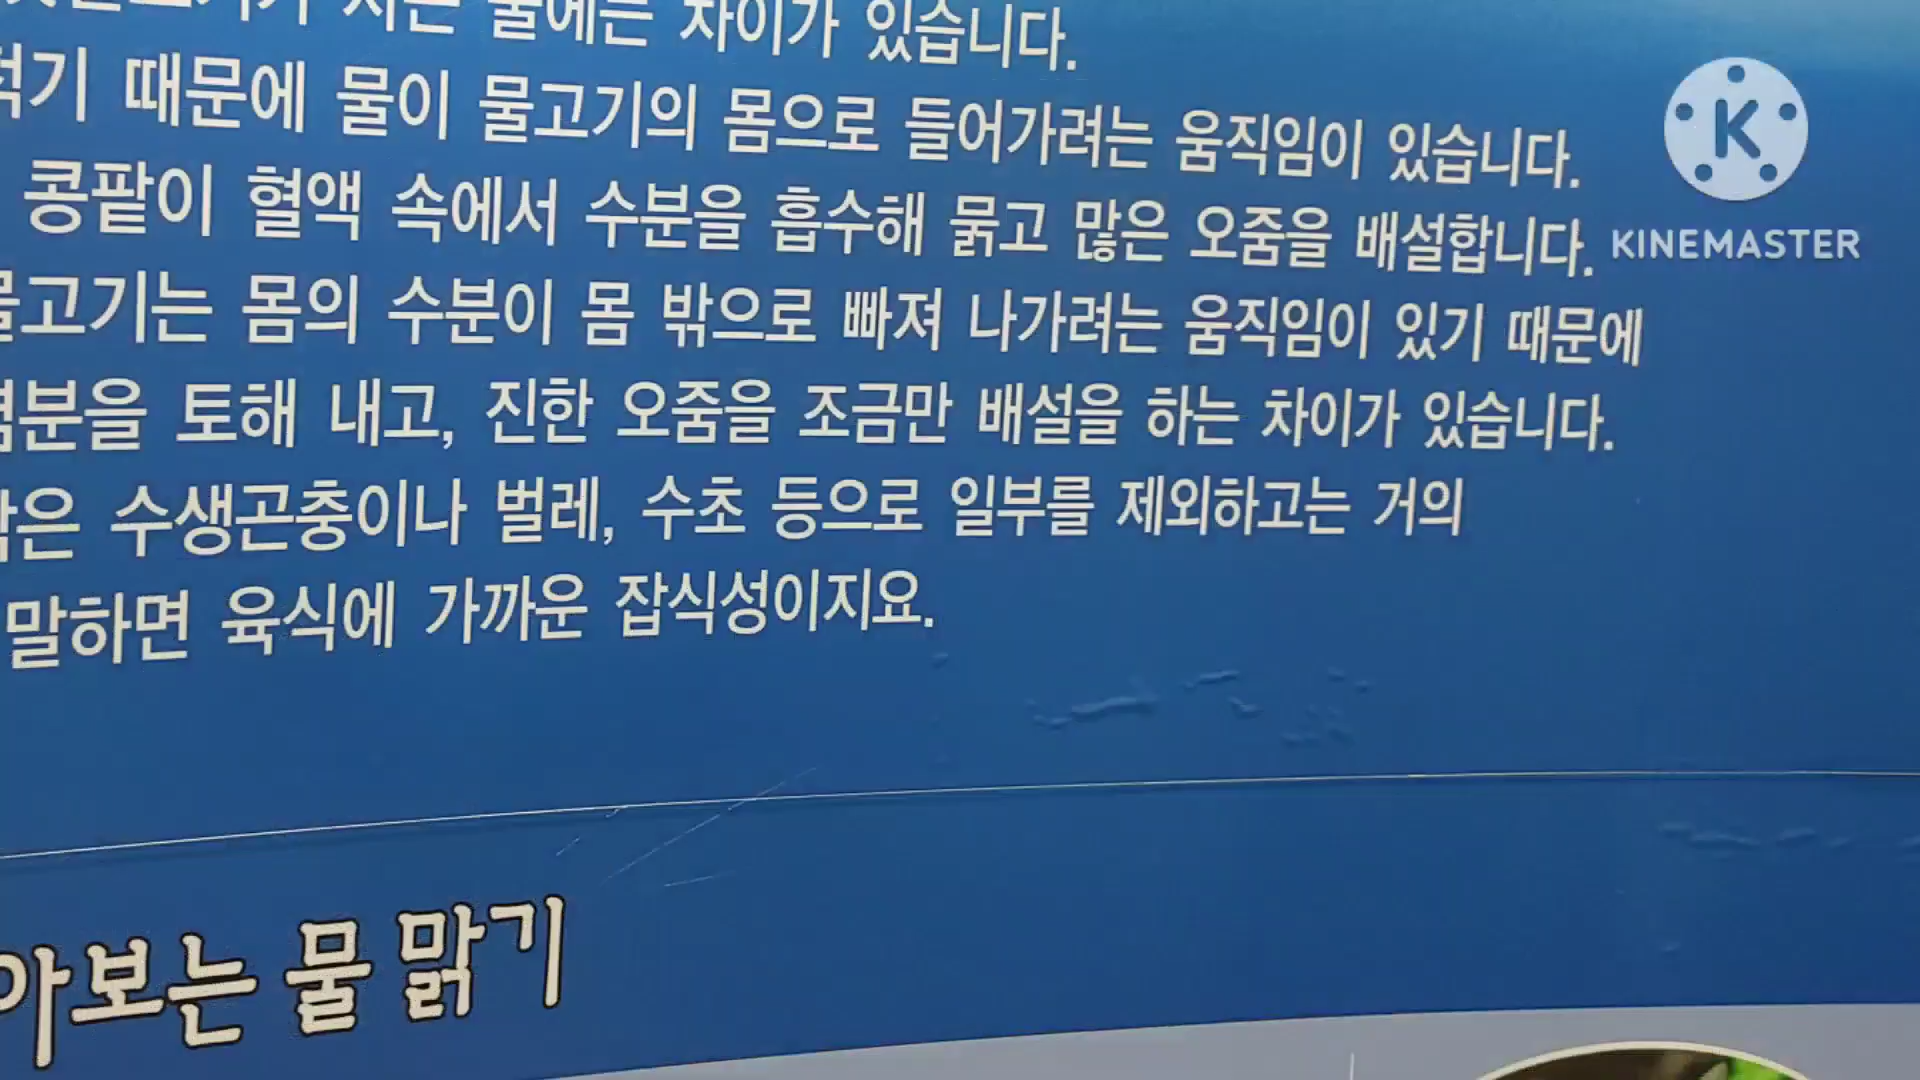 물에는 차이가 있습니다.
적기 때문에 물이 물고기의 몸으로 들어가려는 움직임이 있습니다.
콩팥이 혈액 속에서 수분을 흡수해 묽고 많은 오줌을 배설합니다.
물고기는 몸의 수분이 몸 밖으로 빠져 나가려는 움직임이 있기 때문에
염분을 토해 내고, 진한 오줌을 조금만 배설을 하는 차이가 있습니다.
작은 수생곤충이나 벌레, 수초 등으로 일부를 제외하고는 거의
말하면 육식에 가까운 잡식성이지요.
아보는 물 맑기
K
KINEMASTER